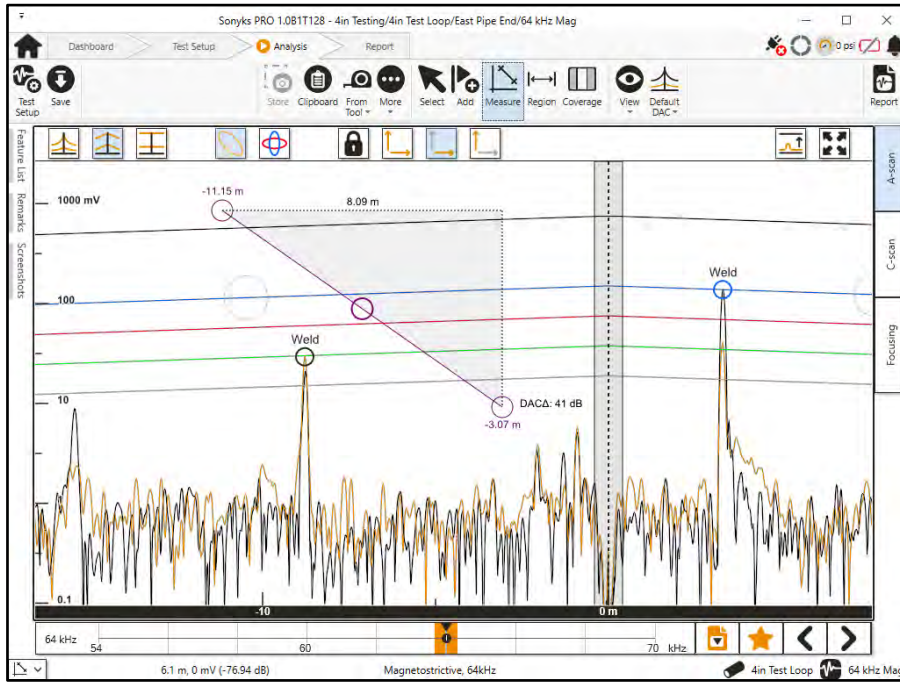 Sonyks PRO 1.0B1T128 - 4in Testing/4in Test Loop/East Pipe End/64 kHz Mag
Dashboard
Test Setup
Analysis
Report
0 psi
Test Setup
Save
Store
Clipboard
From Tool
More
Select
Add
Measure
Region
Coverage
View
Default DAC
Report
Feature List
Remarks
Screenshots
A-scan
C-scan
Focusing
1000 mV
100
10
0.1
-11.15 m
8.09 m
Weld
Weld
DACΔ: 41 dB
-3.07 m
-10
0 m
64 kHz
54
60
70
kHz
6.1 m, 0 mV (-76.94 dB)
Magnetostrictive, 64kHz
4in Test Loop
64 kHz Mag